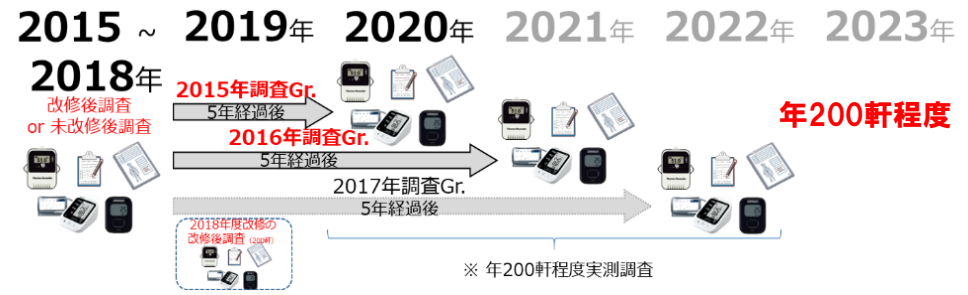 2015 ~ 2019年 2020年 2021年 2022年 2023年
2018年
改修後調査
or 未改修後調査
2015年調査Gr.
5年経過後
2016年調査Gr.
5年経過後
2017年調査Gr.
5年経過後
年200軒程度
2018年度改修の
改修後調査（200軒）
※ 年200軒程度実測調査